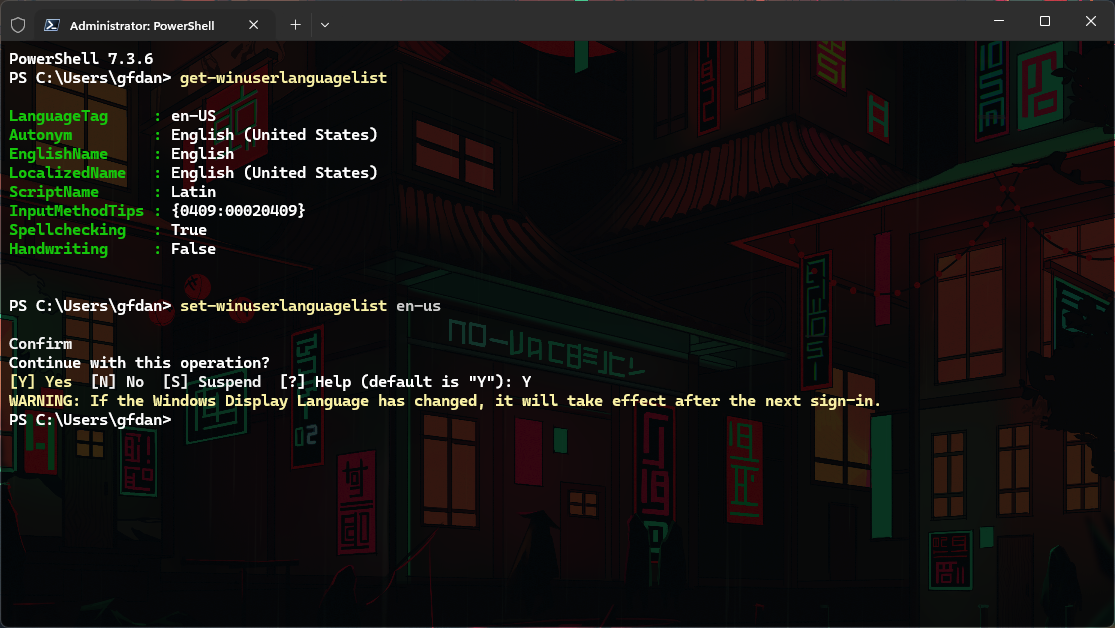 Administrator: PowerShell
PowerShell 7.3.6
PS C:\Users\gfdan> get-winuserlanguagelist
LanguageTag : en-US
Autonym : English (United States)
EnglishName : English
LocalizedName : English (United States)
ScriptName : Latin
InputMethodTips : {0409:00020409}
Spellchecking : True
Handwriting : False
PS C:\Users\gfdan> set-winuserlanguagelist en-us
Confirm
Continue with this operation?
[Y] Yes [N] No [S] Suspend [?] Help (default is "Y"): Y
WARNING: If the Windows Display Language has changed, it will take effect after the next sign-in.
PS C:\Users\gfdan>